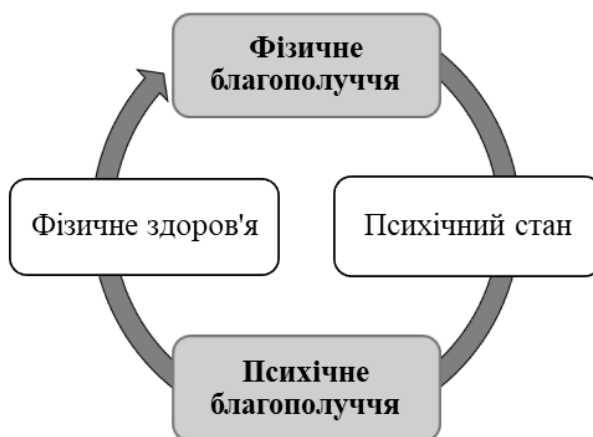 Фізичне
благополуччя
Фізичне здоров'я
Психічний стан
Психічне
благополуччя